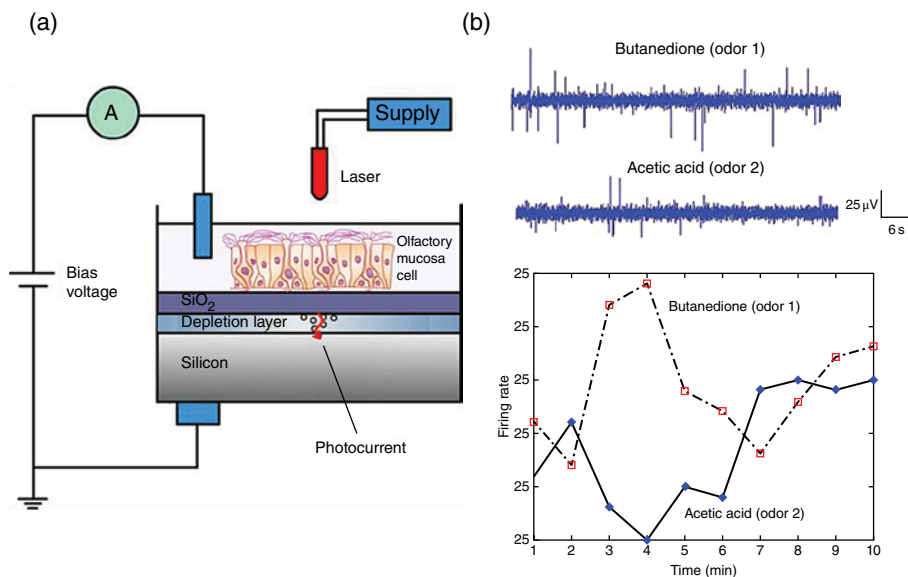 (a)
A
Supply
Laser
Olfactory
mucosa
cell
Bias
voltage
SiO2
Depletion layer
Silicon
Photocurrent
(b)
Butanedione (odor 1)
Acetic acid (odor 2)
25 µV
6 s
25
Butanedione (odor 1)
25
Firing rate
25
25
Acetic acid (odor 2)
25
1 2 3 4 5 6 7 8 9 10
Time (min)